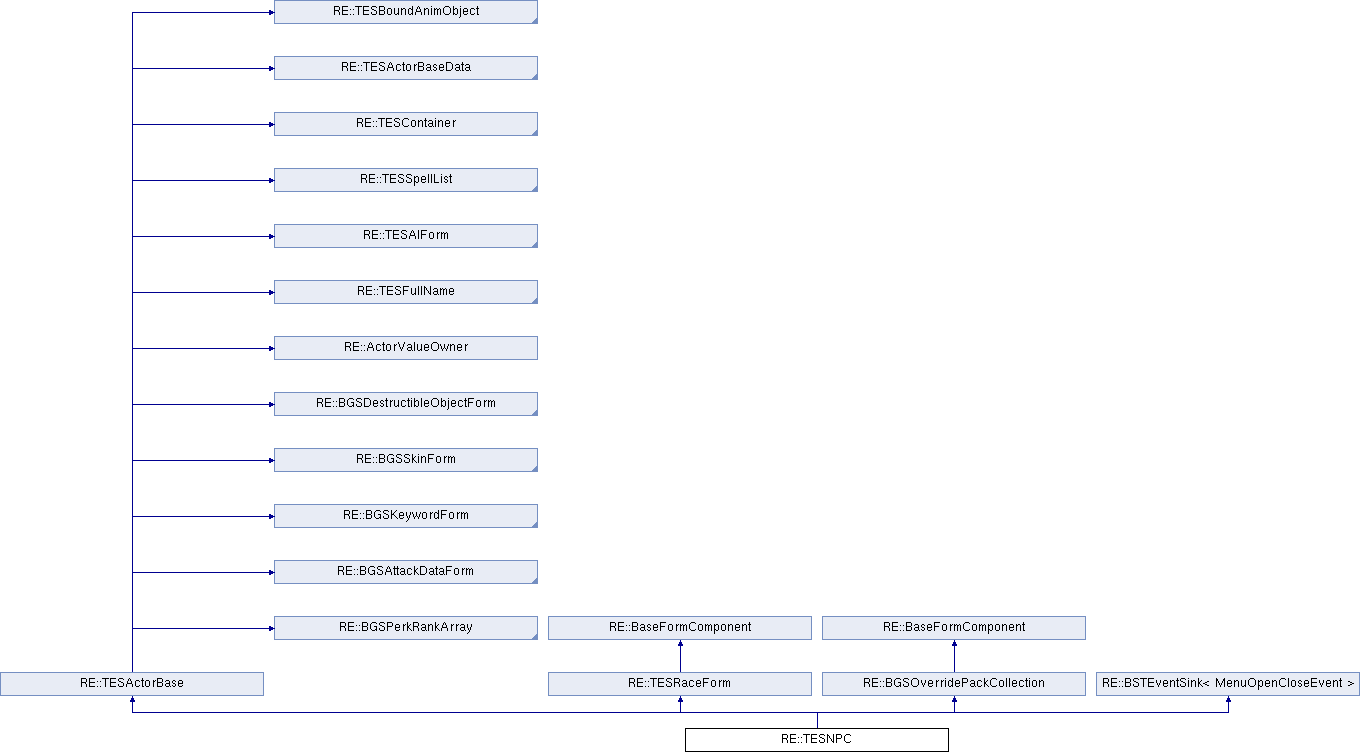 RE::TESBoundAnimObject
RE::TESActorBaseData
RE::TESContainer
RE::TESSpellList
RE::TESAIForm
RE::TESFullName
RE::ActorValueOwner
RE::BGSDestructibleObjectForm
RE::BGSSkinForm
RE::BGSKeywordForm
RE::BGSAttackDataForm
RE::BGSPerkRankArray
RE::BaseFormComponent
RE::BaseFormComponent
RE::TESActorBase
RE::TESRaceForm
RE::BGSOverridePackCollection
RE::BSTEventSink< MenuOpenCloseEvent >
RE::TESNPC